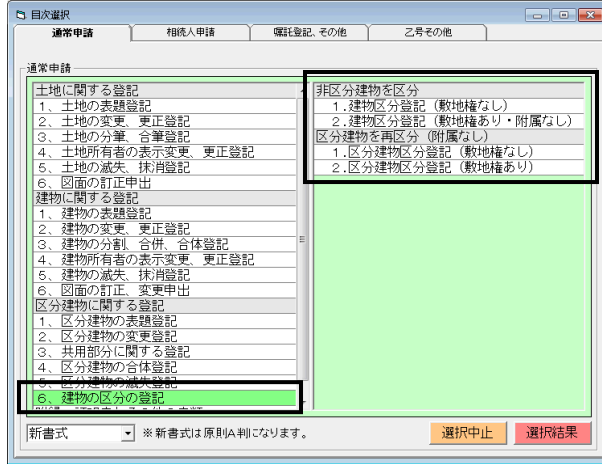 目次選択
通常申請
相続人申請
嘱託登記、その他
乙号その他
通常申請
土地に関する登記
1、土地の表題登記
2、土地の変更、更正登記
3、土地の分筆、合筆登記
4、土地所有者の表示変更、更正登記
5、土地の滅失、抹消登記
6、図面の訂正申出
建物に関する登記
1、建物の表題登記
2、建物の変更、更正登記
3、建物の分割、合併、合体登記
4、建物所有者の表示変更、更正登記
5、建物の滅失、抹消登記
6、図面の訂正、変更申出
区分建物に関する登記
1、区分建物の表題登記
2、区分建物の変更登記
3、共用部分に関する登記
4、区分建物の合体登記
5、区分建物の滅失登記
6、建物の区分の登記
非区分建物を区分
1.建物区分登記(敷地権なし)
2.建物区分登記(敷地権あり・附属なし)
区分建物を再区分(附属なし)
1.区分建物区分登記(敷地権なし)
2.区分建物区分登記(敷地権あり)
新書式
※新書式は原則A判になります。
選択中止
選択結果